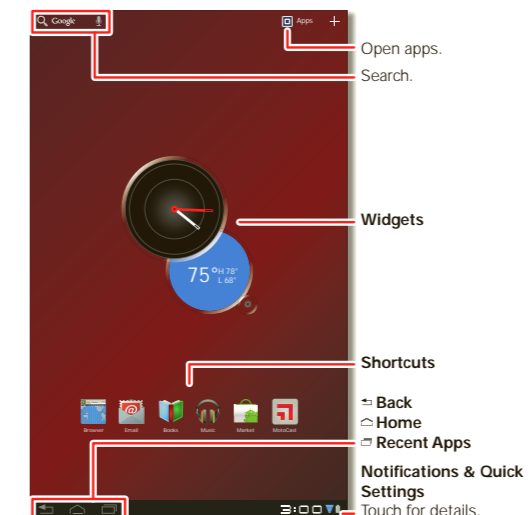 Google
Apps
Open apps.
Search.
Widgets
75° H 78°
L 68°
Shortcuts
Browser Email Books Music Market MotoCast
Back
Home
Recent Apps
Notifications & Quick
Settings
Touch for details.
3:00